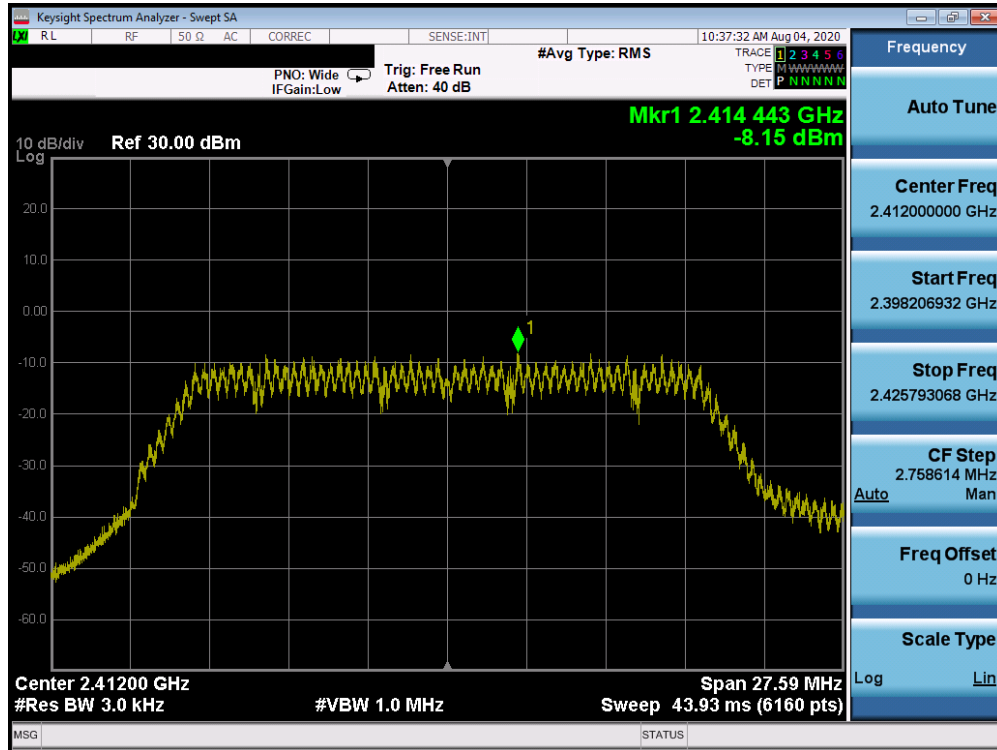 Keysight Spectrum Analyzer - Swept SA
LXI RL RF 50 Ω AC CORREC SENSE:INT 10:37:32 AM Aug 04, 2020
PNO: Wide
IFGain:Low
Trig: Free Run
Atten: 40 dB
#Avg Type: RMS
TRACE 1 2 3 4 5 6
TYPE M WWWWW
DET P N N N N N
Mkr1 2.414 443 GHz
-8.15 dBm
10 dB/div Ref 30.00 dBm
Log
20.0
10.0
0.00
-10.0
-20.0
-30.0
-40.0
-50.0
-60.0
1
Center 2.41200 GHz Span 27.59 MHz
#Res BW 3.0 kHz #VBW 1.0 MHz Sweep 43.93 ms (6160 pts)
MSG STATUS
Frequency
Auto Tune
Center Freq
2.412000000 GHz
Start Freq
2.398206932 GHz
Stop Freq
2.425793068 GHz
CF Step
2.758614 MHz
Auto Man
Freq Offset
0 Hz
Scale Type
Log Lin